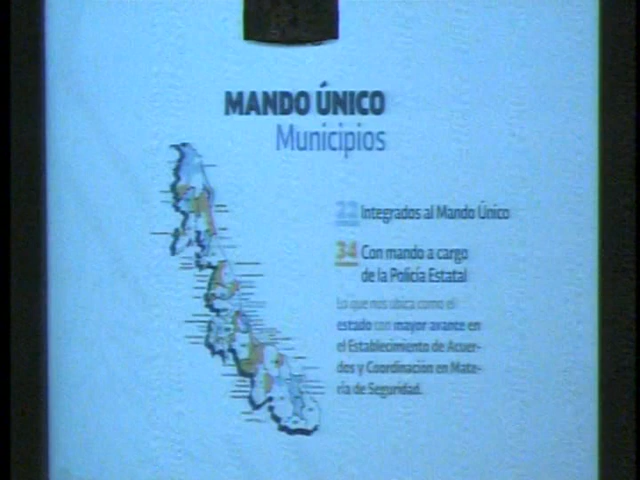 MANDO ÚNICO
Municipios
22 Integrados al Mando Único
34 Con mando a cargo
de la Policía Estatal
Lo que nos ubica como el
estado con mayor avance en
el Establecimiento de Acuer-
dos y Coordinación en Mate-
ria de Seguridad.